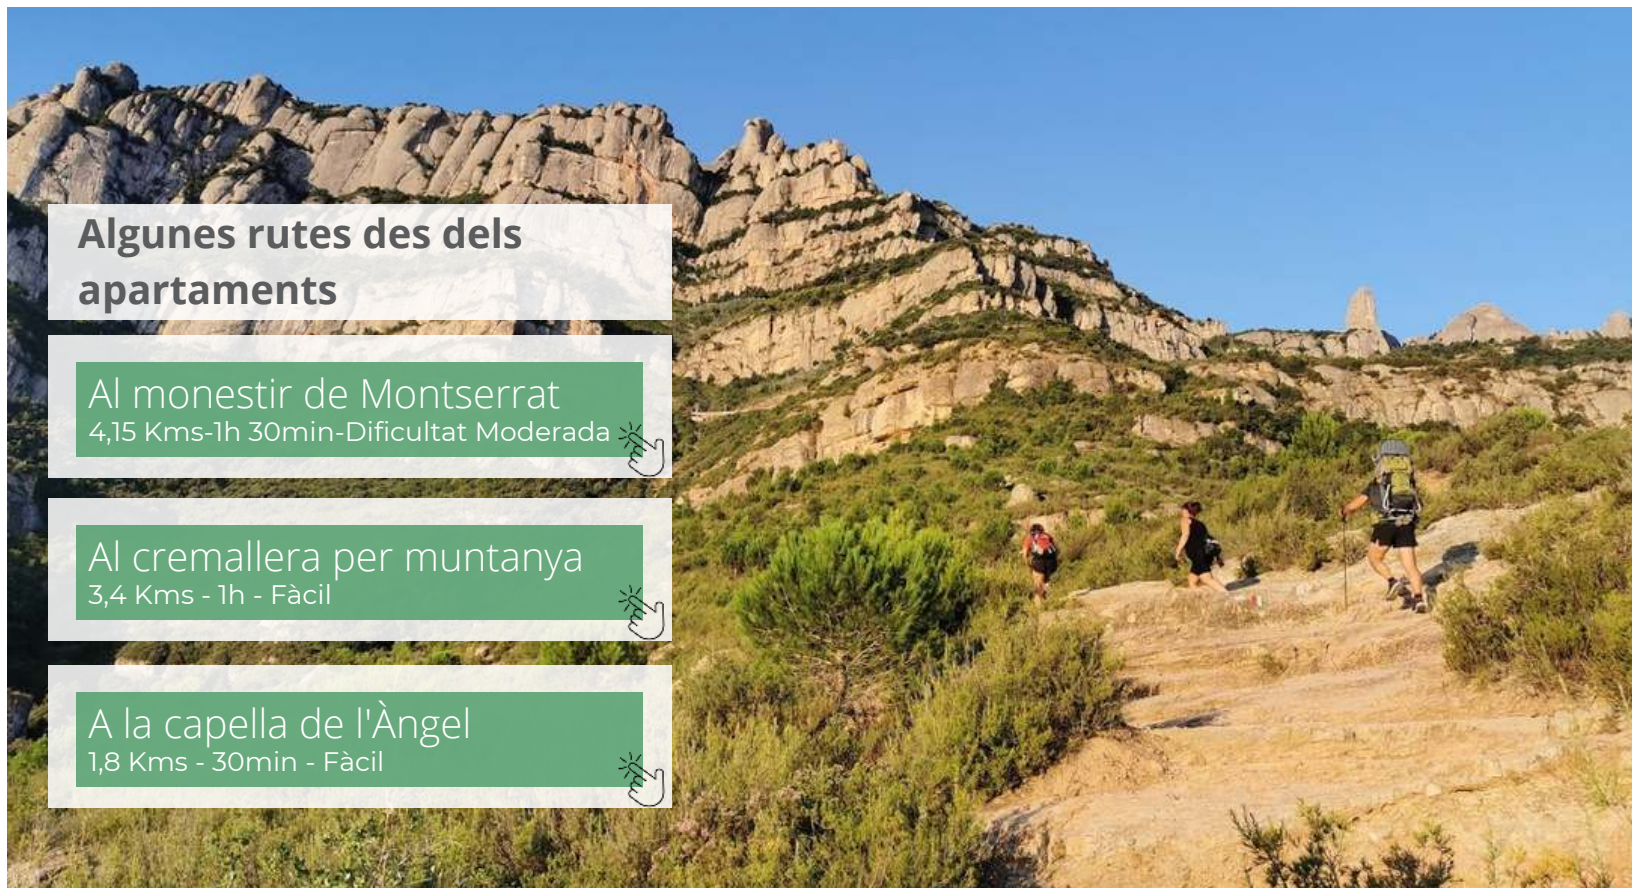 Algunes rutes des dels
apartaments
Al monestir de Montserrat
4,15 Kms-1h 30min-Dificultat Moderada
Al cremallera per muntanya
3,4 Kms - 1h - Fàcil
A la capella de l'Àngel
1,8 Kms - 30min - Fàcil